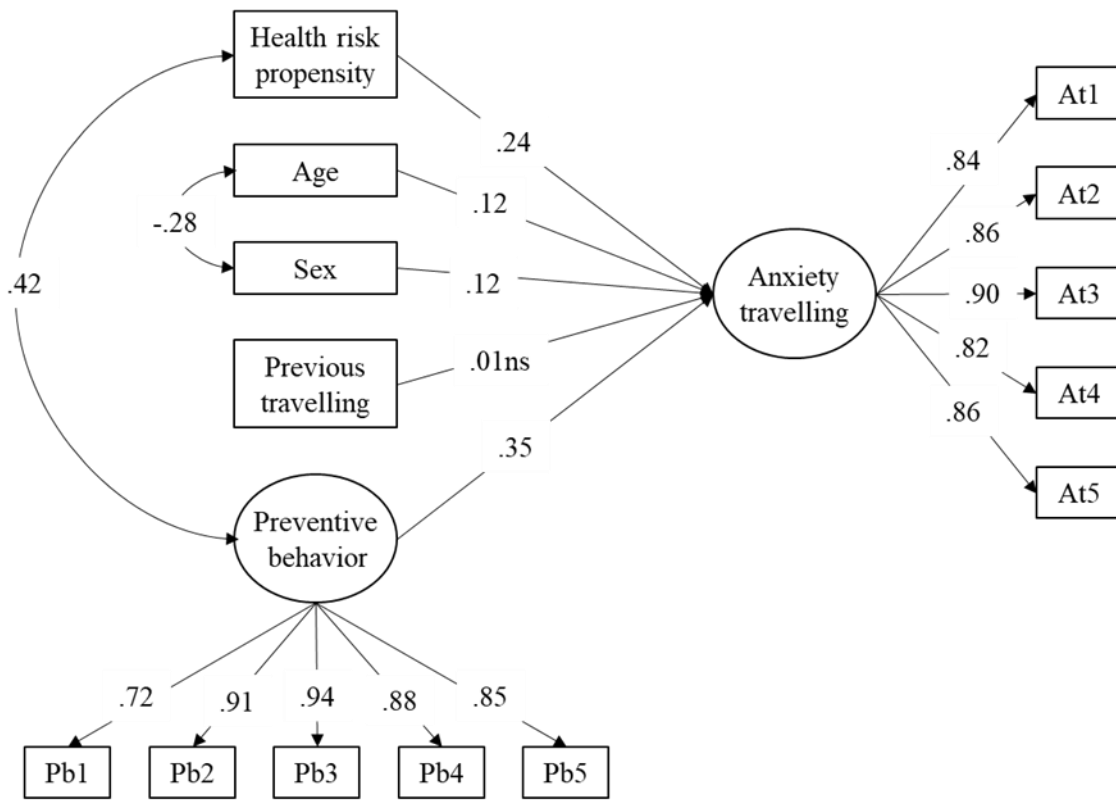 Health risk
propensity
.24
Age
.12
-.28
Sex
.12
.42
Previous
travelling
.01ns
.35
Preventive
behavior
.72
.91
.94
.88
.85
Pb1
Pb2
Pb3
Pb4
Pb5
Anxiety
travelling
.84
.86
.90
.82
.86
At1
At2
At3
At4
At5